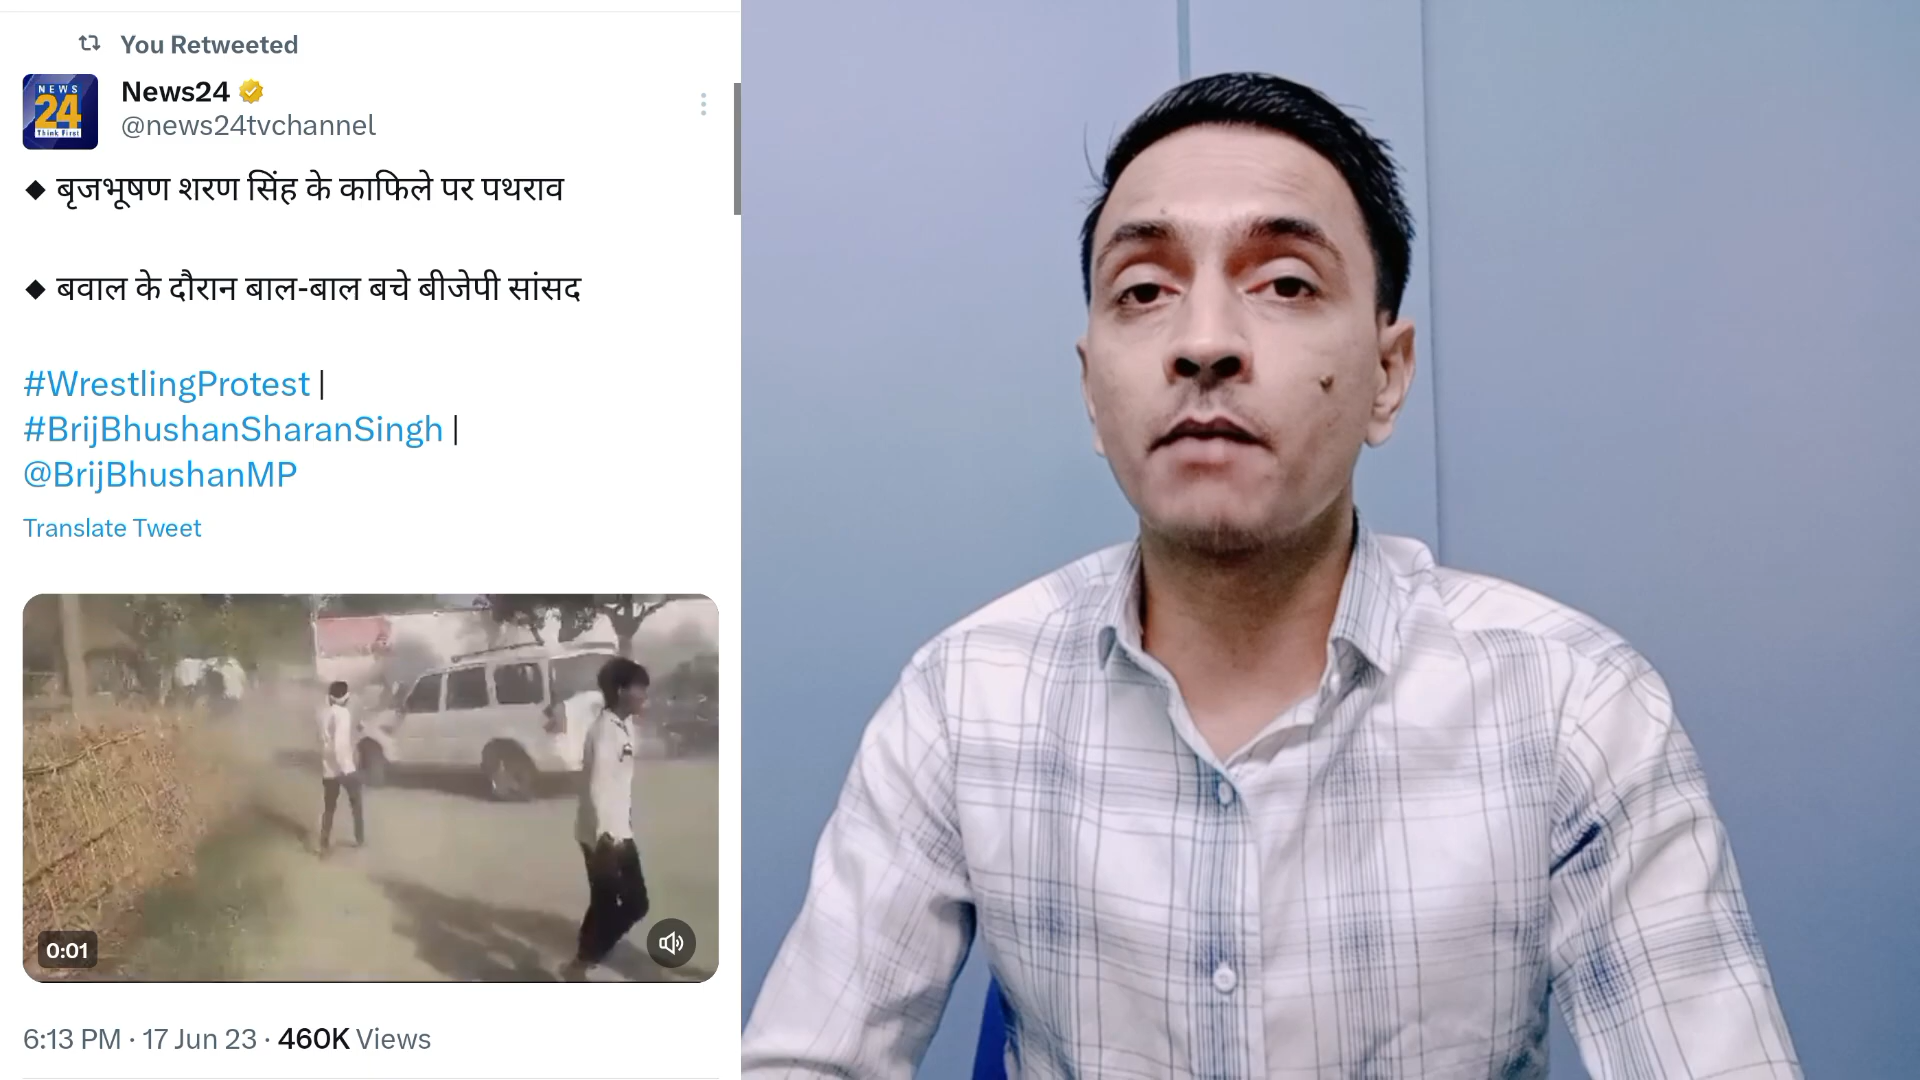 You Retweeted
NEWS
24
Think First
News24
@news24tvchannel
◆ बृजभूषण शरण सिंह के काफिले पर पथराव
◆ बवाल के दौरान बाल-बाल बचे बीजेपी सांसद
#WrestlingProtest |
#BrijBhushanSharanSingh |
@BrijBhushanMP
Translate Tweet
0:01
6:13 PM · 17 Jun 23 · 460K Views